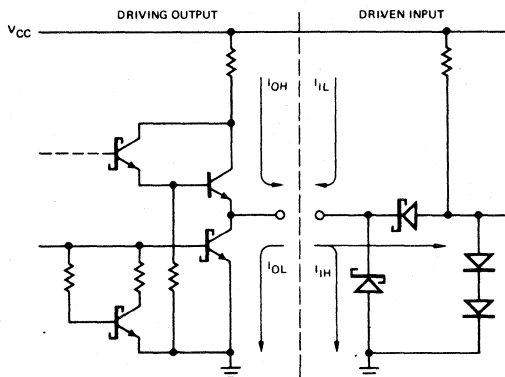 DRIVING OUTPUT
DRIVEN INPUT
VCC
IOH
IIL
IOL
IIH